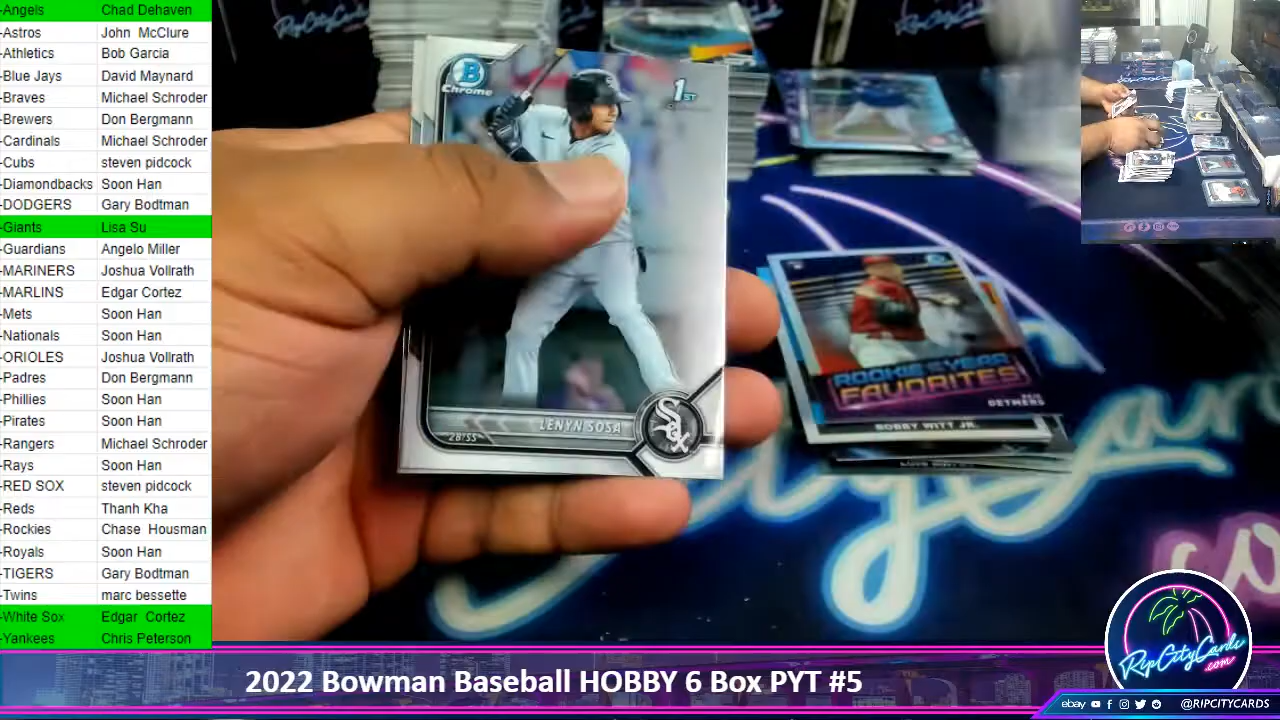 -Angels Chad Dehaven
-Astros John McClure
-Athletics Bob Garcia
-Blue Jays David Maynard
-Braves Michael Schroder
-Brewers Don Bergmann
-Cardinals Michael Schroder
-Cubs steven pidcock
-Diamondbacks Soon Han
-DODGERS Gary Bodtman
-Giants Lisa Su
-Guardians Angelo Miller
-MARINERS Joshua Vollrath
-MARLINS Edgar Cortez
-Mets Soon Han
-Nationals Soon Han
-ORIOLES Joshua Vollrath
-Padres Don Bergmann
-Phillies Soon Han
-Pirates Soon Han
-Rangers Michael Schroder
-Rays Soon Han
-RED SOX steven pidcock
-Reds Thanh Kha
-Rockies Chase Housman
-Royals Soon Han
-TIGERS Gary Bodtman
-Twins marc bessette
-White Sox Edgar Cortez
-Yankees Chris Peterson
B
Chrome
1ST
LENYN SOSA
2B/SS
SOX
ROOKIE OF THE YEAR
FAVORITES
DETMERS
BOBBY WITT JR.
RipCityCards
.com
2022 Bowman Baseball HOBBY 6 Box PYT #5
ebay @RIPCITYCARDS